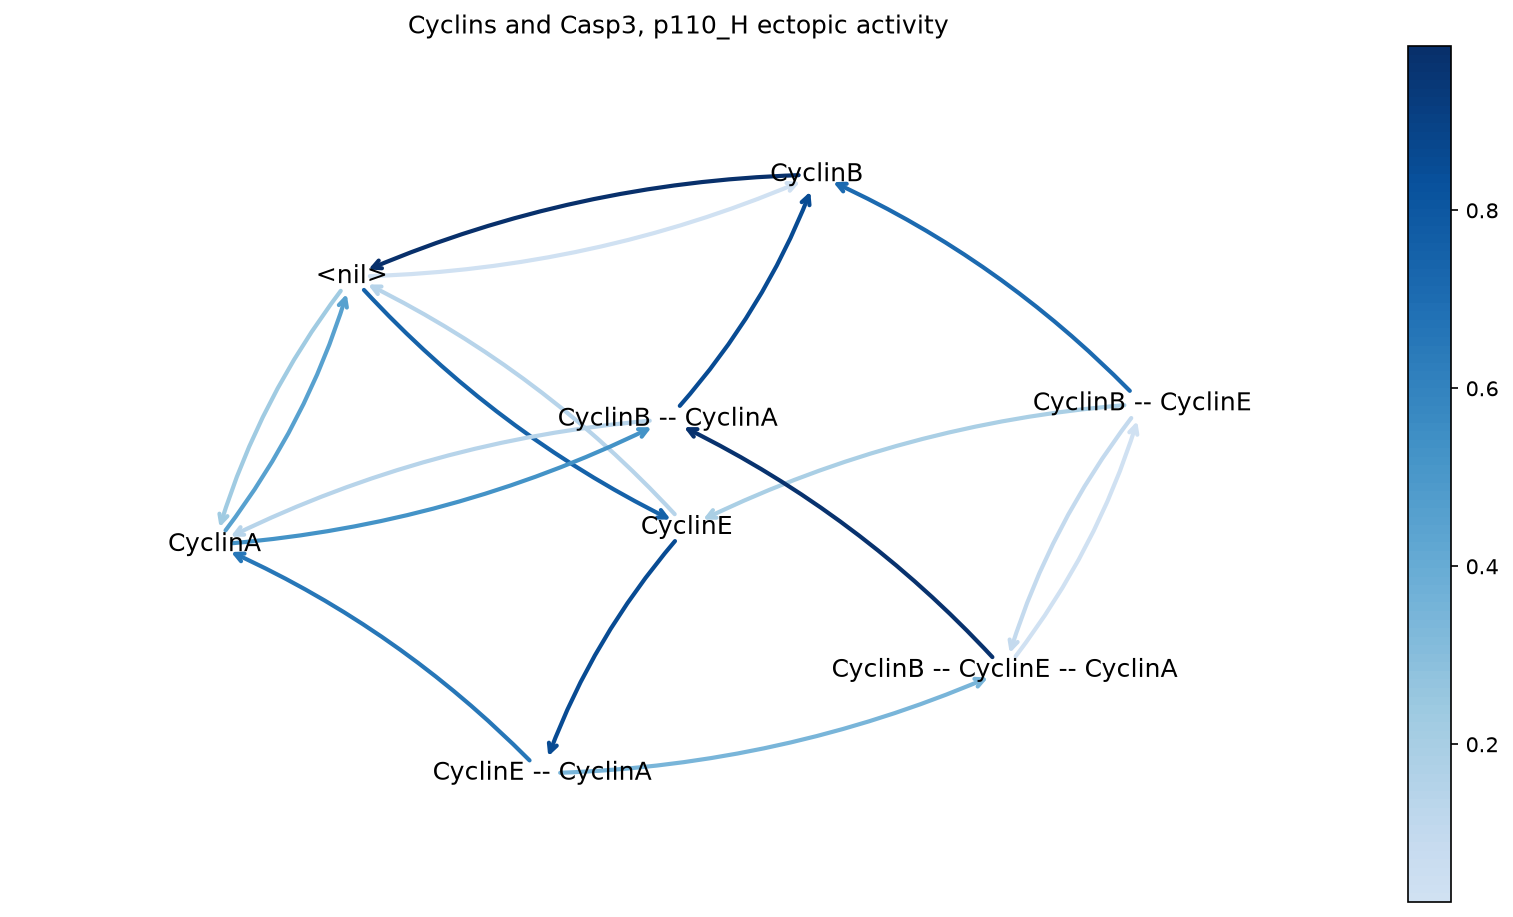 Cyclins and Casp3, p110_H ectopic activity
CyclinB
0.8
<nil>
CyclinB -- CyclinE
0.6
CyclinB -- CyclinA
CyclinE
CyclinA
0.4
CyclinB -- CyclinE -- CyclinA
0.2
CyclinE -- CyclinA